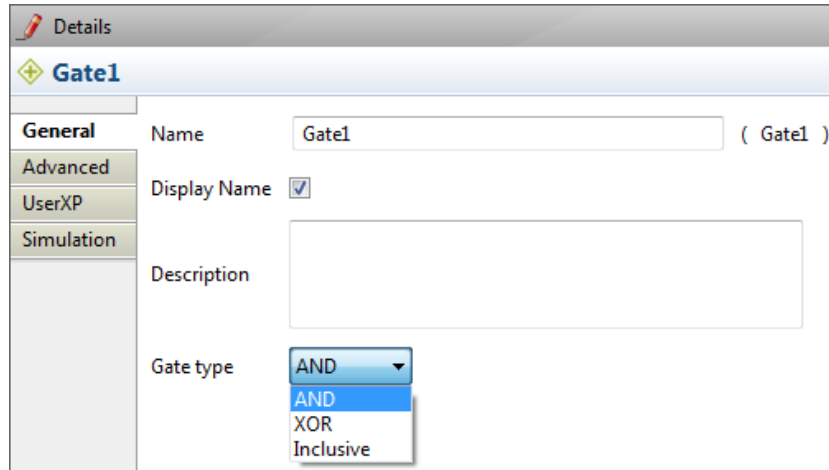 Details
Gate1
General
Name Gate1 ( Gate1 )
Advanced
Display Name
UserXP
Simulation
Description
Gate type AND
AND
XOR
Inclusive